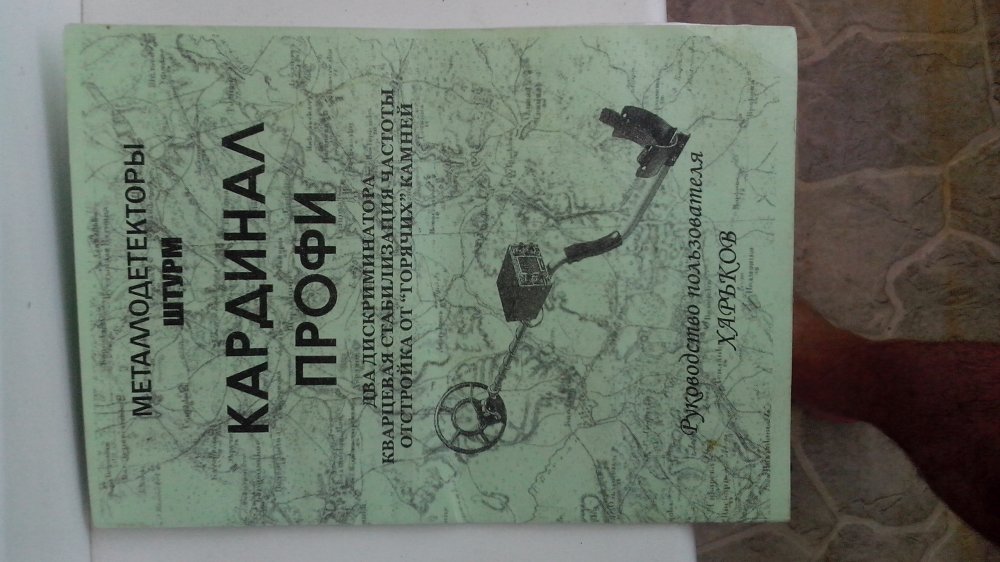 МЕТАЛЛОДЕТЕКТОРЫ
ШТУРМ
КАРДИНАЛ
ПРОФИ
ДВА ДИСКРИМИНАТОРА
КВАРЦЕВАЯ СТАБИЛИЗАЦИЯ ЧАСТОТЫ
ОТСТРОЙКА ОТ "ГОРЯЧИХ" КАМНЕЙ
Руководство пользователя
ХАРЬКОВ